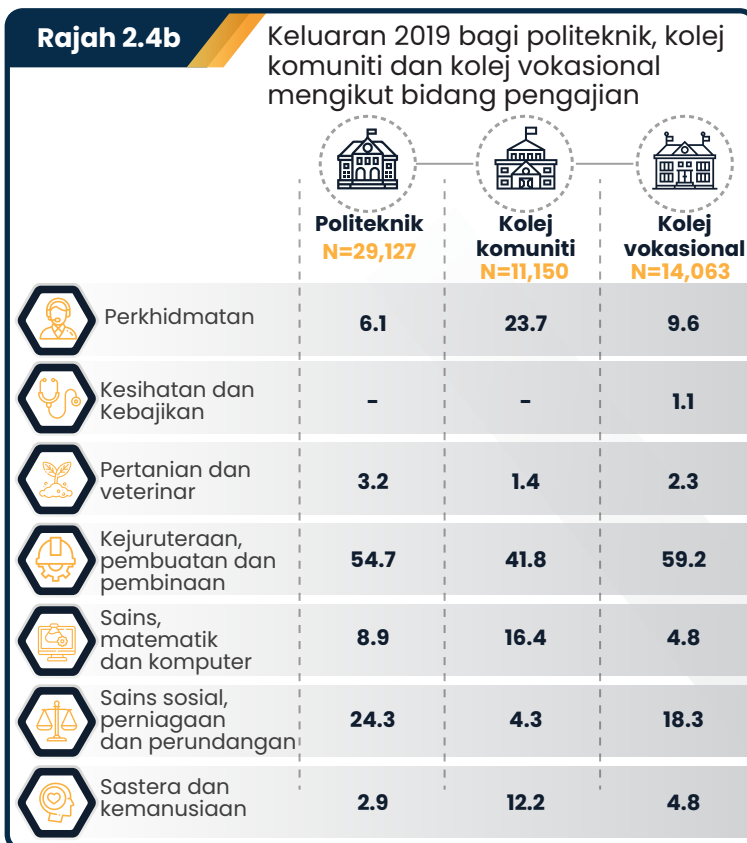 Rajah 2.4b
Keluaran 2019 bagi politeknik, kolej
komuniti dan kolej vokasional
mengikut bidang pengajian
Politeknik
N=29,127
Kolej
komuniti
N=11,150
Kolej
vokasional
N=14,063
Perkhidmatan 6.1 23.7 9.6
Kesihatan dan
Kebajikan - - 1.1
Pertanian dan
veterinar 3.2 1.4 2.3
Kejuruteraan,
pembuatan dan
pembinaan 54.7 41.8 59.2
Sains,
matematik
dan komputer 8.9 16.4 4.8
Sains sosial,
perniagaan
dan perundangan 24.3 4.3 18.3
Sastera dan
kemanusiaan 2.9 12.2 4.8